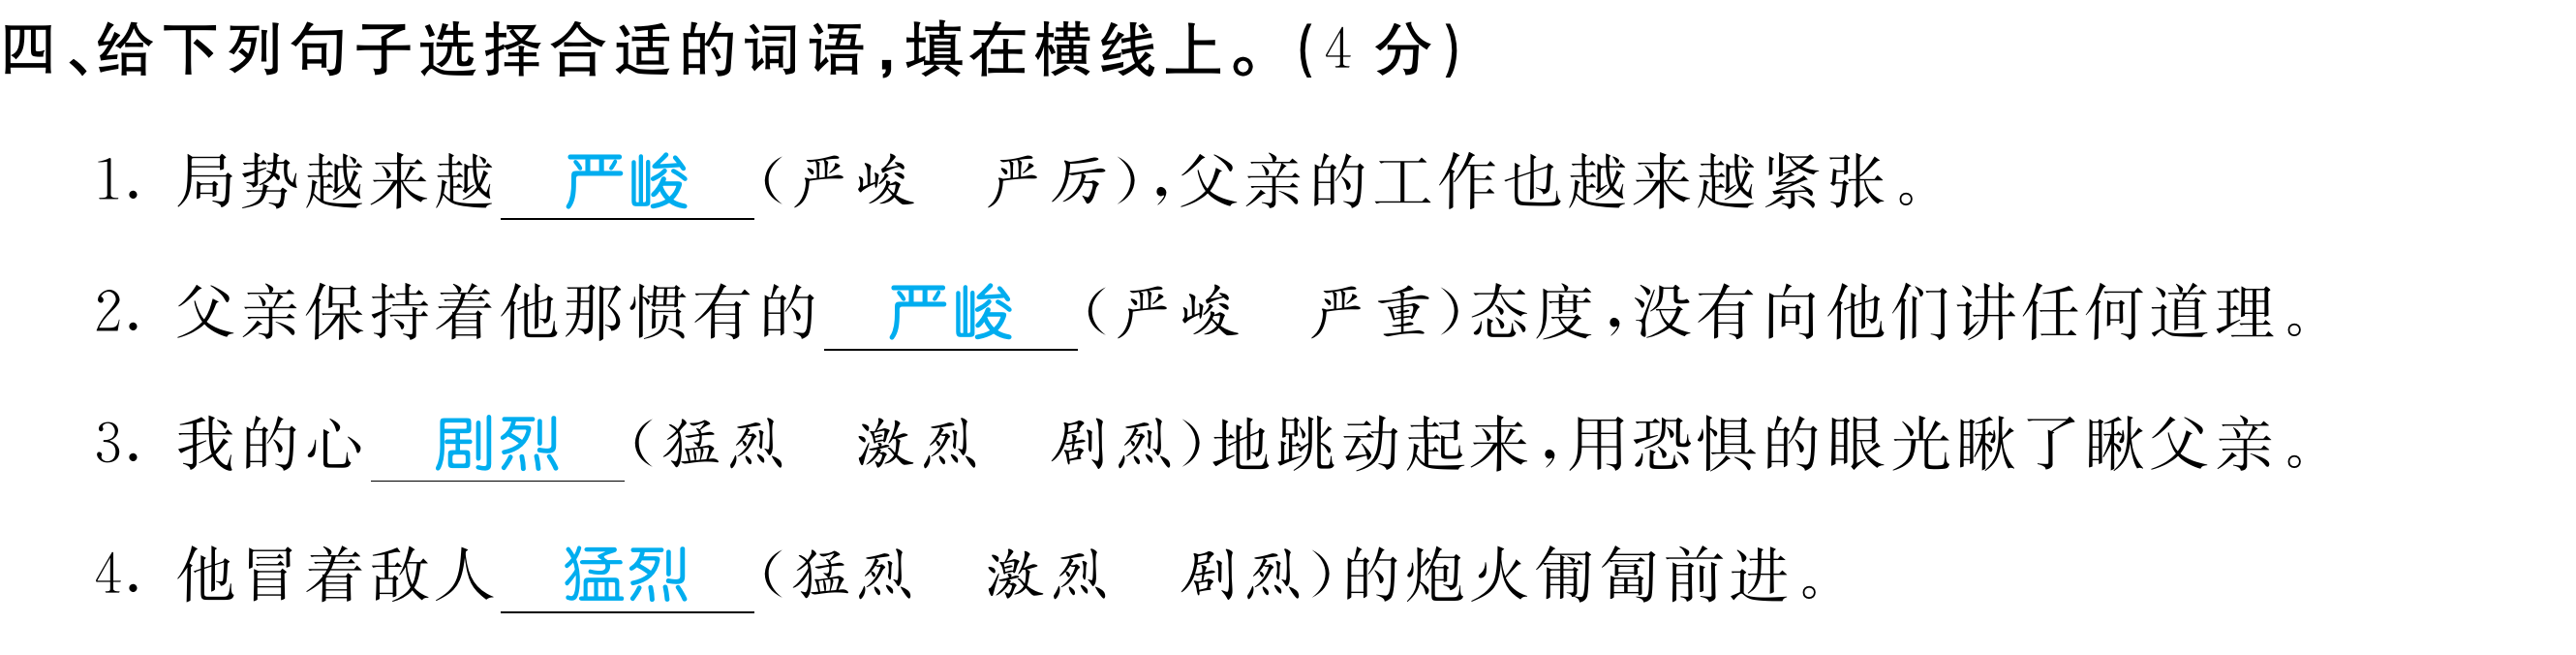 四、给下列句子选择合适的词语,填在横线上。(4 分)
1. 局势越来越 严峻 (严峻 严厉),父亲的工作也越来越紧张。
2. 父亲保持着他那惯有的 严峻 (严峻 严重)态度,没有向他们讲任何道理。
3. 我的心 剧烈 (猛烈 激烈 剧烈)地跳动起来,用恐惧的眼光瞅了瞅父亲。
4. 他冒着敌人 猛烈 (猛烈 激烈 剧烈)的炮火匍匐前进。